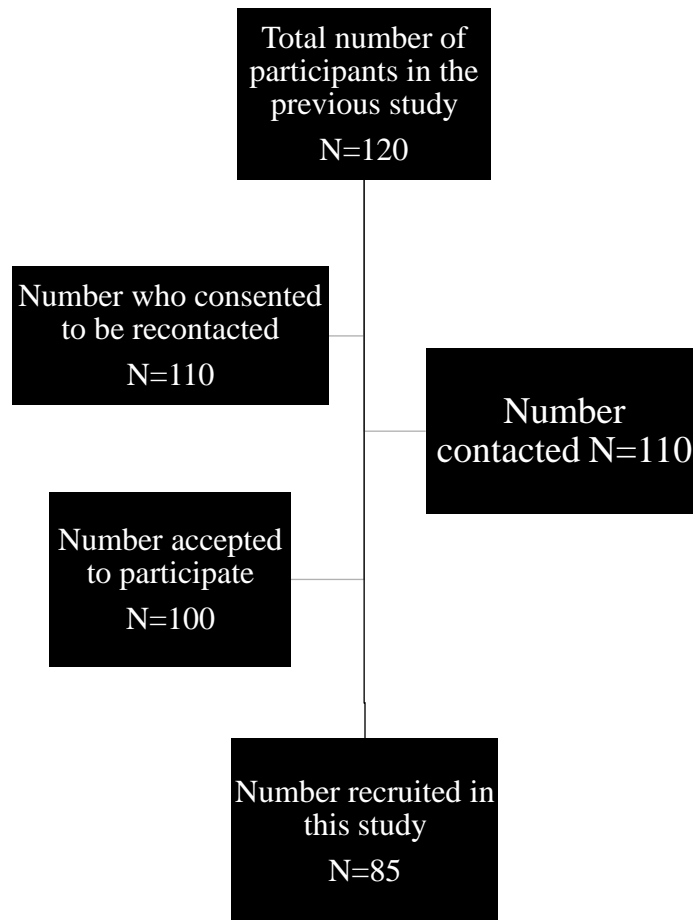 Total number of
participants in the
previous study
N=120
Number who consented
to be recontacted
N=110
Number
contacted N=110
Number accepted
to participate
N=100
Number recruited in
this study
N=85